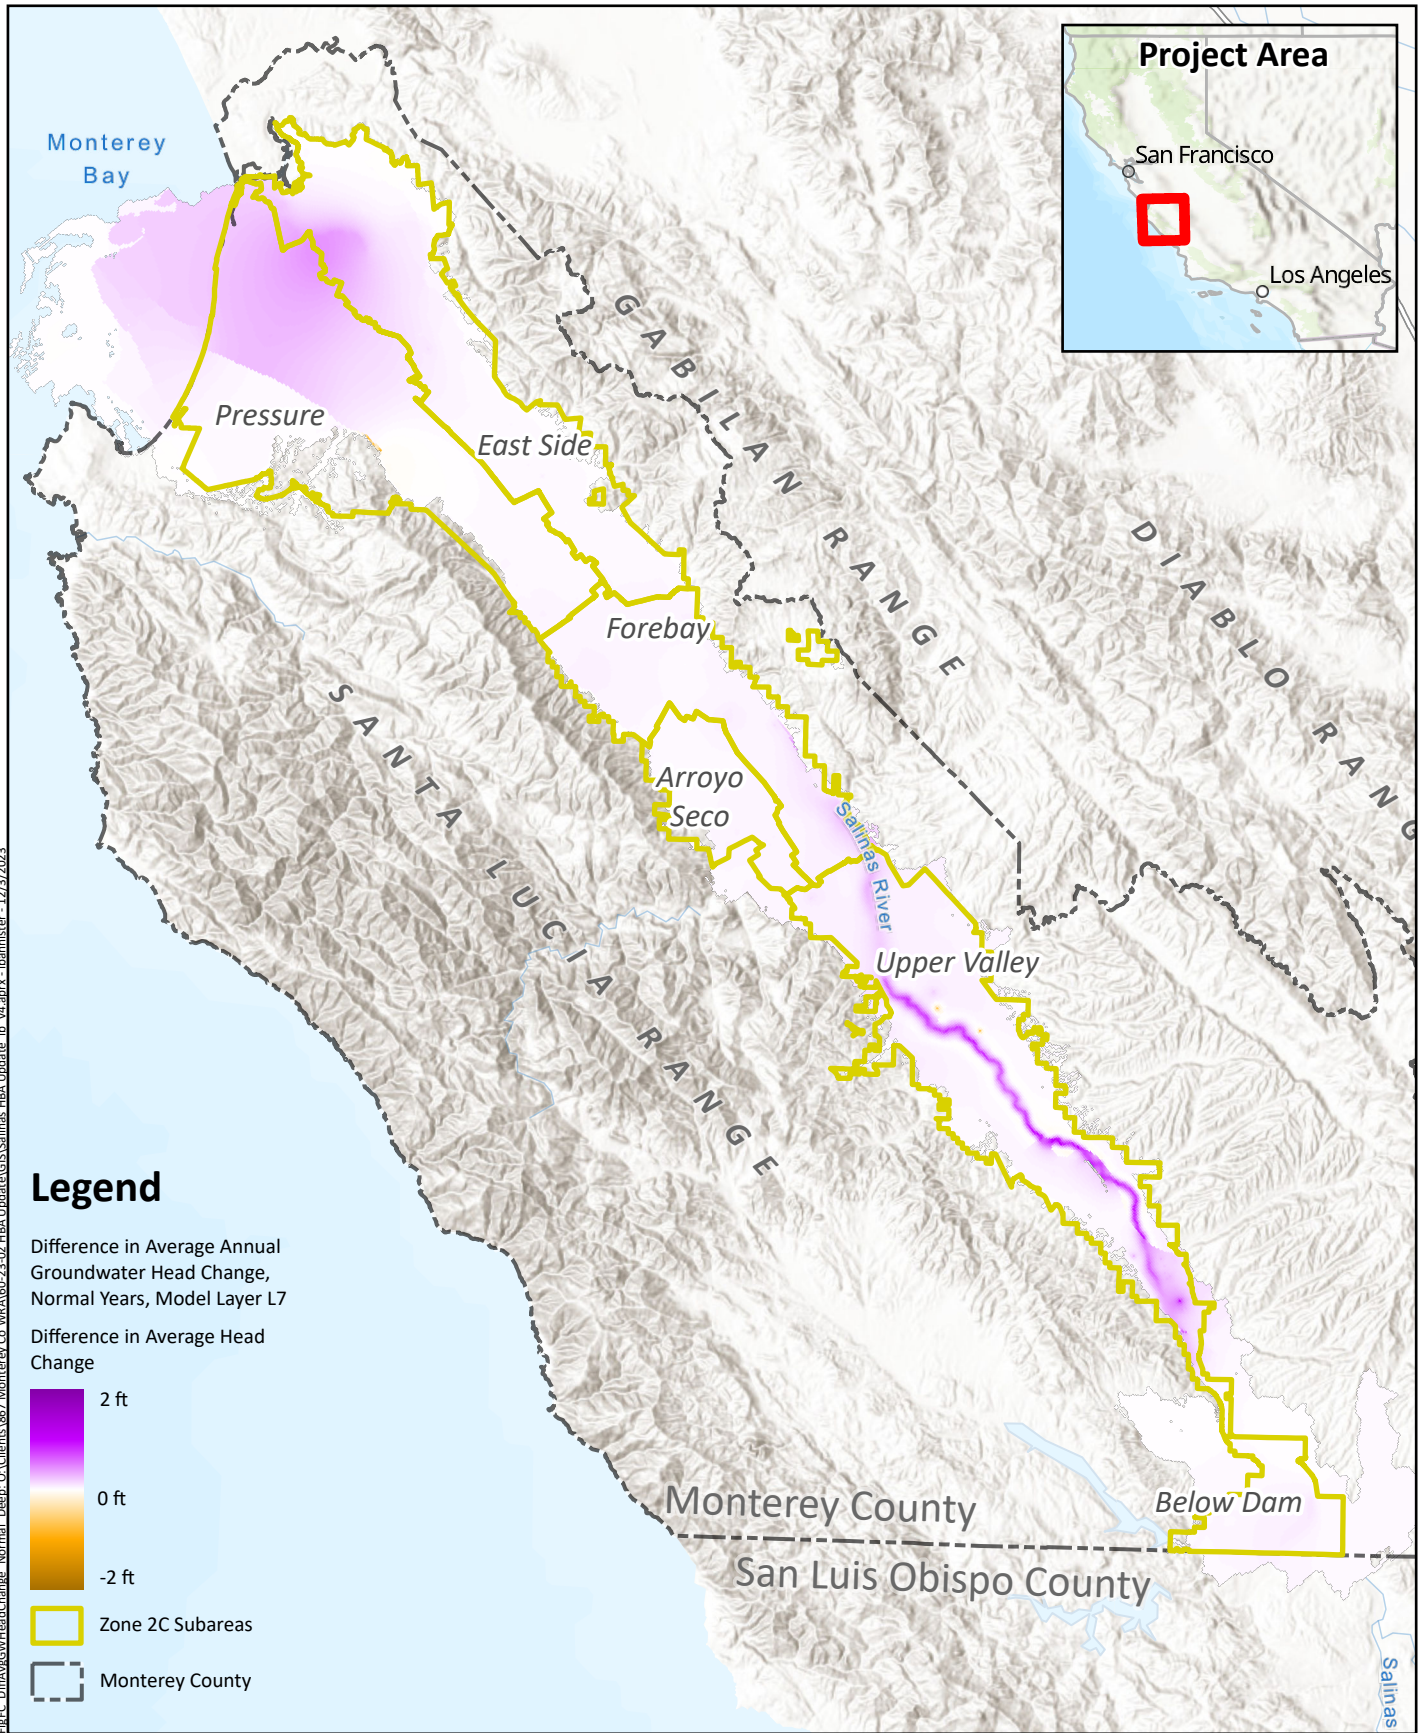 Project Area
San Francisco
Los Angeles
Monterey
Bay
GABILAN RANGE
DIABLO RANG
Pressure
East Side
Forebay
Arroyo
Seco
Salinas River
Upper Valley
SANTA LUCIA RANGE
Below Dam
Monterey County
San Luis Obispo County
Salinas
Legend
Difference in Average Annual
Groundwater Head Change,
Normal Years, Model Layer L7
Difference in Average Head
Change
2 ft
0 ft
-2 ft
Zone 2C Subareas
Monterey County